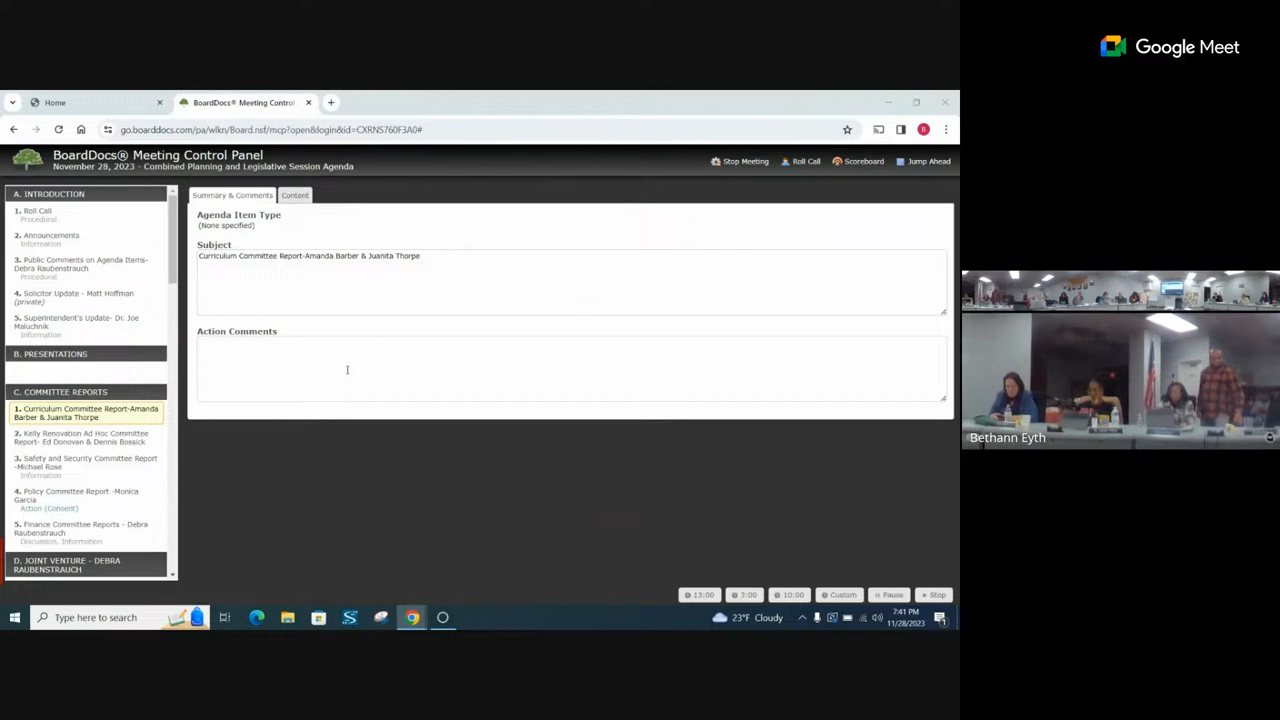 Google Meet
Home
BoardDocs® Meeting Control
go.boarddocs.com/pa/wlkn/Board.nsf/mcp?open&login&id=CXRNS760F3A0#
B
BoardDocs® Meeting Control Panel
November 28, 2023 - Combined Planning and Legislative Session Agenda
Stop Meeting
Roll Call
Scoreboard
Jump Ahead
A. INTRODUCTION
1. Roll Call
Procedural
2. Announcements
Information
3. Public Comments on Agenda Items-
Debra Raubenstrauch
Procedural
4. Solicitor Update - Matt Hoffman
(private)
5. Superintendent's Update- Dr. Joe
Maluchnik
Information
B. PRESENTATIONS
C. COMMITTEE REPORTS
1. Curriculum Committee Report-Amanda
Barber & Juanita Thorpe
2. Kelly Renovation Ad Hoc Committee
Report- Ed Donovan & Dennis Bossick
3. Safety and Security Committee Report
-Michael Rose
Information
4. Policy Committee Report -Monica
Garcia
Action (Consent)
5. Finance Committee Reports - Debra
Raubenstrauch
Discussion, Information
D. JOINT VENTURE - DEBRA
RAUBENSTRAUCH
Summary & Comments
Content
Agenda Item Type
(None specified)
Subject
Curriculum Committee Report-Amanda Barber & Juanita Thorpe
Action Comments
13:00
3:00
10:00
Custom
Pause
Stop
Type here to search
23°F Cloudy
7:41 PM
11/28/2023
1
Bethann Eyth